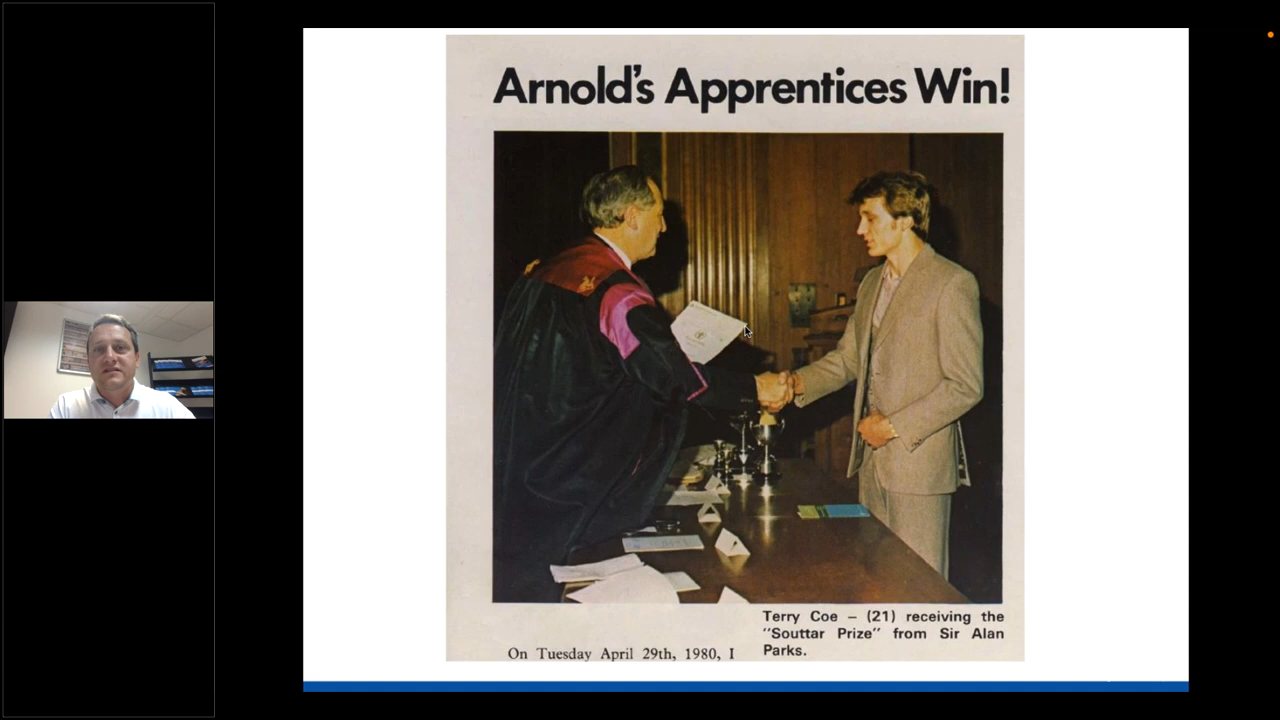 Arnold's Apprentices Win!
Terry Coe – (21) receiving the
"Souttar Prize" from Sir Alan
Parks.
On Tuesday April 29th, 1980, I